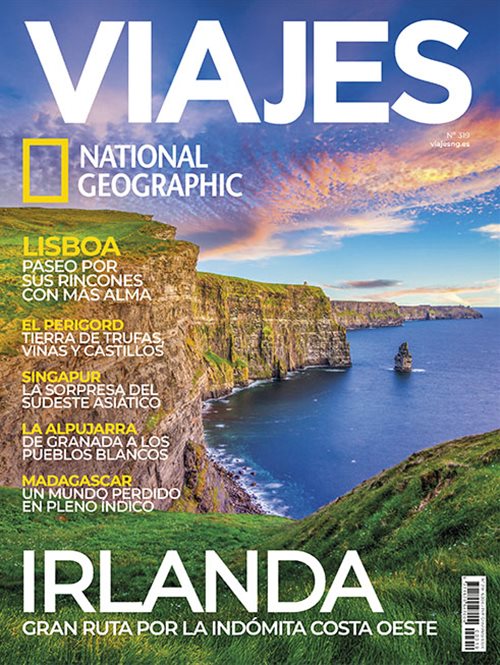 VIAJES
Nº 319
viajesng.es
NATIONAL
GEOGRAPHIC
LISBOA
PASEO POR
SUS RINCONES
CON MÁS ALMA
EL PERIGORD
TIERRA DE TRUFAS,
VIÑAS Y CASTILLOS
SINGAPUR
LA SORPRESA DEL
SUDESTE ASIÁTICO
LA ALPUJARRA
DE GRANADA A LOS
PUEBLOS BLANCOS
MADAGASCAR
UN MUNDO PERDIDO
EN PLENO ÍNDICO
IRLANDA
GRAN RUTA POR LA INDÓMITA COSTA OESTE